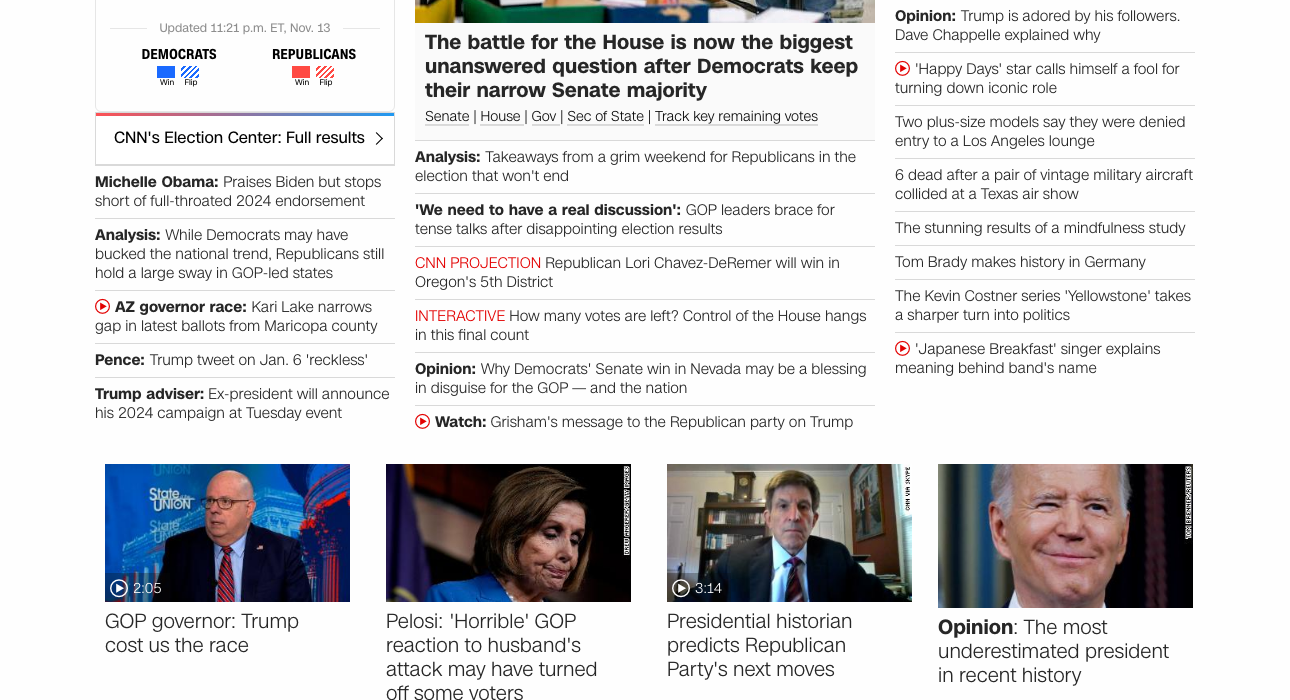 Updated 11:21 p.m. ET, Nov. 13
DEMOCRATS
REPUBLICANS
Win Flip
Win Flip
CNN's Election Center: Full results
Michelle Obama: Praises Biden but stops
short of full-throated 2024 endorsement
Analysis: While Democrats may have
bucked the national trend, Republicans still
hold a large sway in GOP-led states
AZ governor race: Kari Lake narrows
gap in latest ballots from Maricopa county
Pence: Trump tweet on Jan. 6 'reckless'
Trump adviser: Ex-president will announce
his 2024 campaign at Tuesday event
The battle for the House is now the biggest
unanswered question after Democrats keep
their narrow Senate majority
Senate | House | Gov | Sec of State | Track key remaining votes
Analysis: Takeaways from a grim weekend for Republicans in the
election that won't end
'We need to have a real discussion': GOP leaders brace for
tense talks after disappointing election results
CNN PROJECTION Republican Lori Chavez-DeRemer will win in
Oregon's 5th District
INTERACTIVE How many votes are left? Control of the House hangs
in this final count
Opinion: Why Democrats' Senate win in Nevada may be a blessing
in disguise for the GOP — and the nation
Watch: Grisham's message to the Republican party on Trump
Opinion: Trump is adored by his followers.
Dave Chappelle explained why
'Happy Days' star calls himself a fool for
turning down iconic role
Two plus-size models say they were denied
entry to a Los Angeles lounge
6 dead after a pair of vintage military aircraft
collided at a Texas air show
The stunning results of a mindfulness study
Tom Brady makes history in Germany
The Kevin Costner series 'Yellowstone' takes
a sharper turn into politics
'Japanese Breakfast' singer explains
meaning behind band's name
State
of the
UNION
2:05
GOP governor: Trump
cost us the race
Pelosi: 'Horrible' GOP
reaction to husband's
attack may have turned
off some voters
CNN VIA SKYPE
3:14
Presidential historian
predicts Republican
Party's next moves
Opinion: The most
underestimated president
in recent history